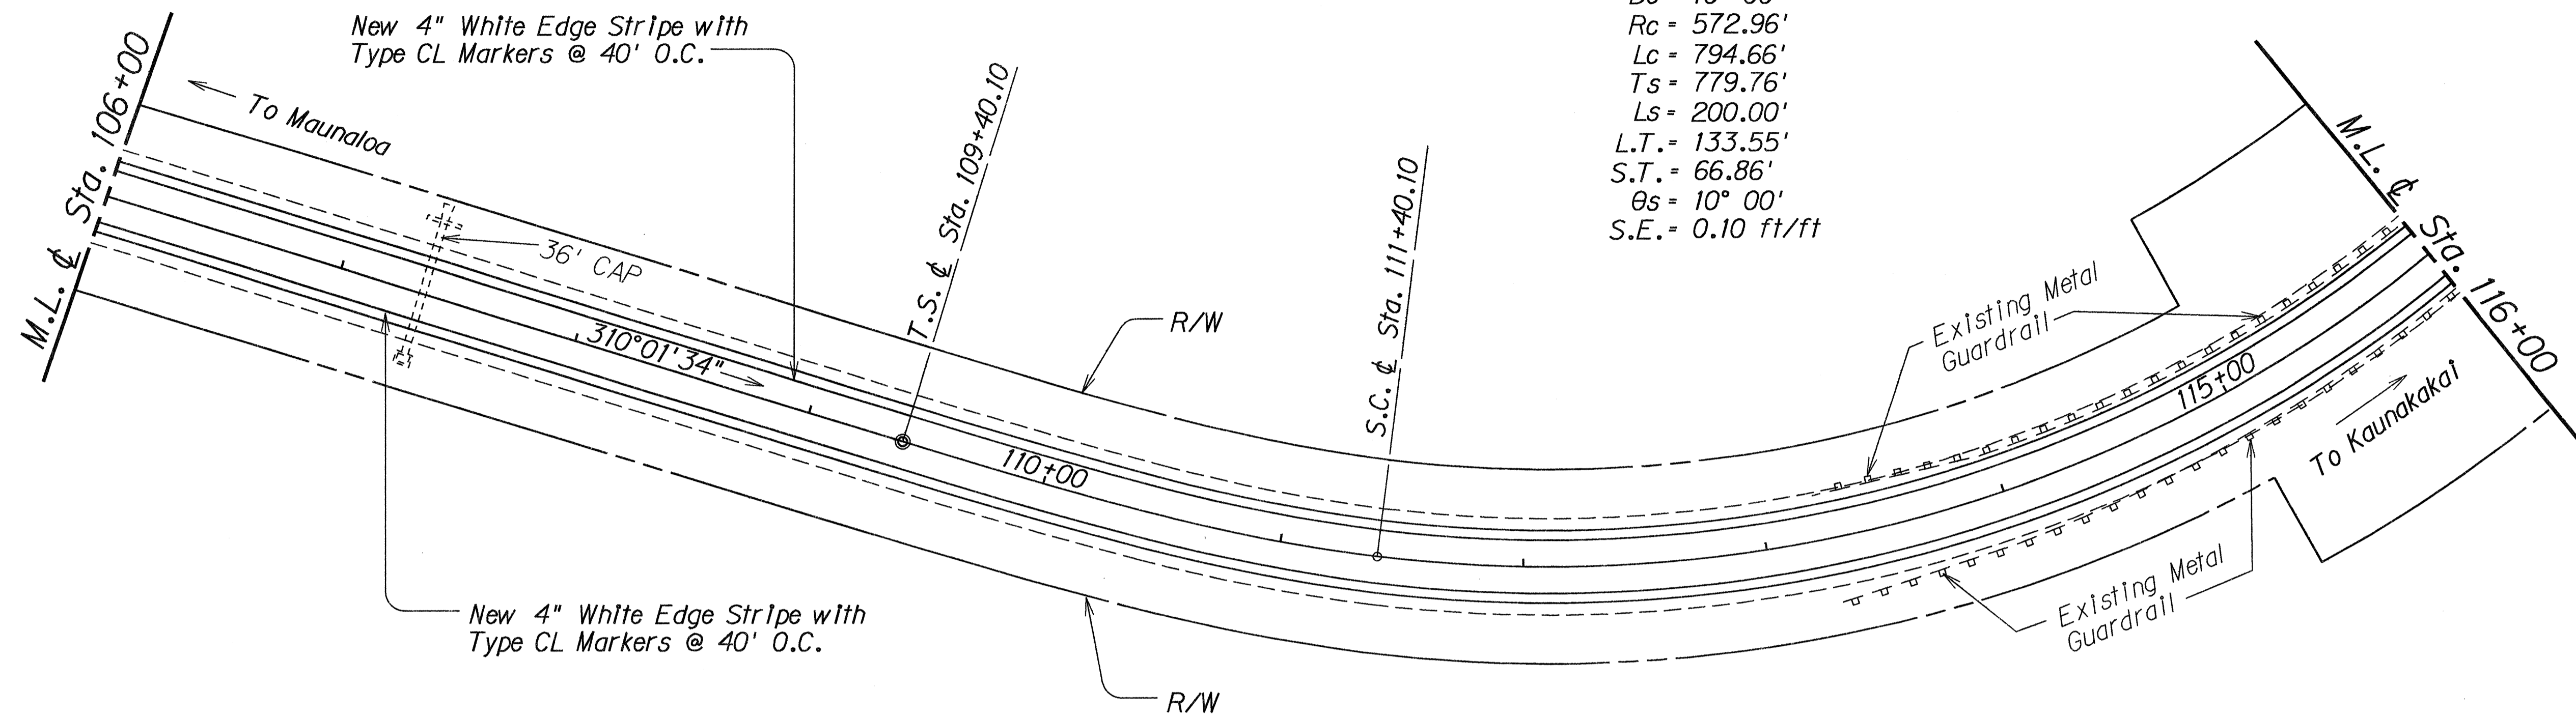 New 4" White Edge Stripe with
Type CL Markers @ 40' O.C.
Rc = 572.96'
Lc = 794.66'
Ts = 779.76'
Ls = 200.00'
L.T. = 133.55'
S.T. = 66.86'
θs = 10° 00'
S.E. = 0.10 ft/ft
M.L. ℄ Sta. 106+00
To Maunaloa
36' CAP
310°01'34"
T.S. ℄ Sta. 109+40.10
110+00
S.C. ℄ Sta. 111+40.10
R/W
Existing Metal
Guardrail
115+00
M.L. ℄ Sta. 116+00
To Kaunakakai
New 4" White Edge Stripe with
Type CL Markers @ 40' O.C.
R/W
Existing Metal
Guardrail